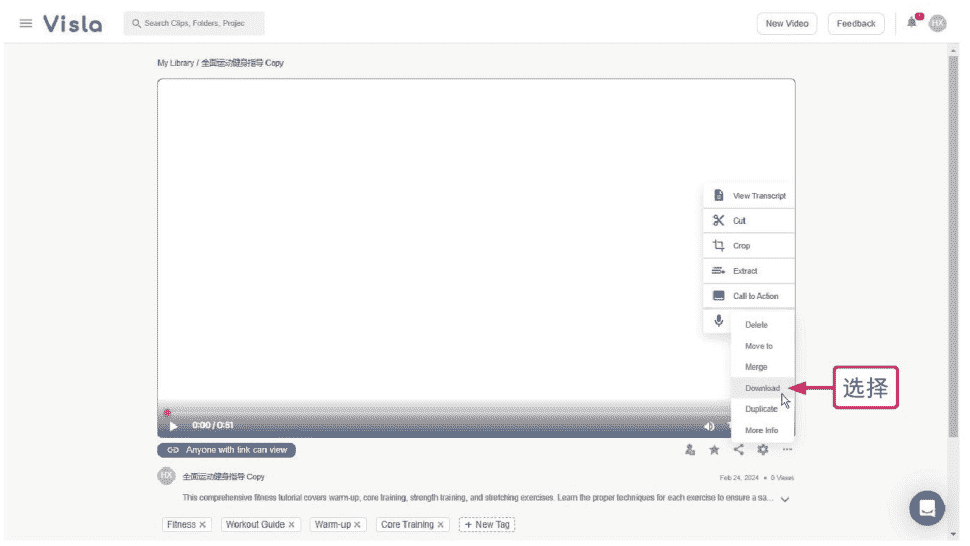 Visla
Search Clips, Folders, Projec
New Video
Feedback
HX
My Library / 全面运动健身指导 Copy
View Transcript
Cut
Crop
Extract
Call to Action
Delete
Move to
Merge
Download
选择
Duplicate
More Info
0:00 / 0:51
Anyone with link can view
HX
全面运动健身指导 Copy
Feb 24, 2024 • 0 Views
This comprehensive fitness tutorial covers warm-up, core training, strength training, and stretching exercises. Learn the proper techniques for each exercise to ensure a sa...
Fitness ×
Workout Guide ×
Warm-up ×
Core Training ×
+ New Tag